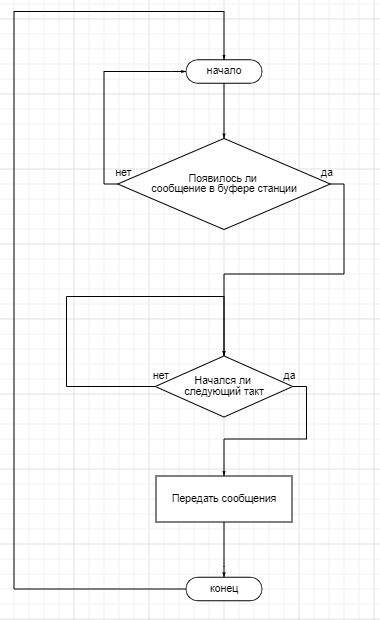 начало
нет
да
Появилось ли
сообщение в буфере станции
нет
да
Начался ли
следующий такт
Передать сообщения
конец